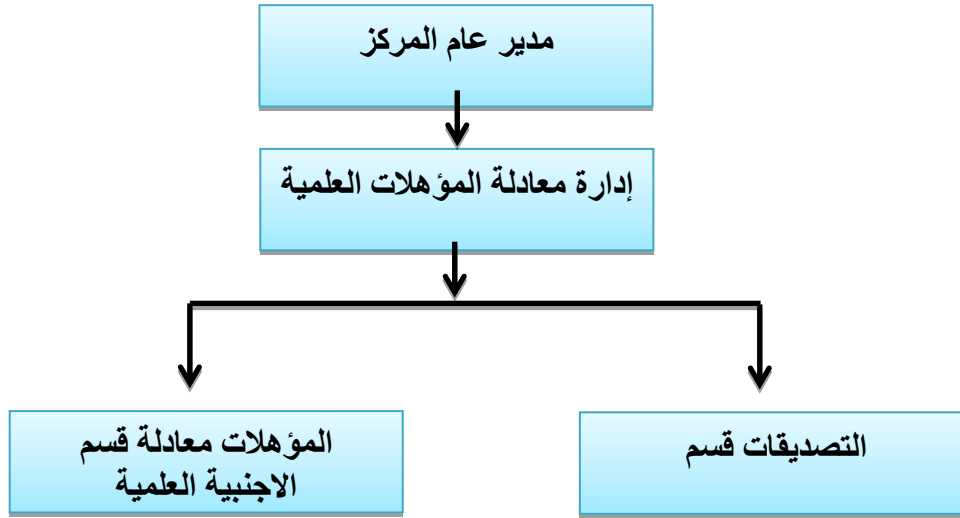 مدير عام المركز
إدارة معادلة المؤهلات العلمية
التصديقات قسم
المؤهلات معادلة قسم
الاجنبية العلمية